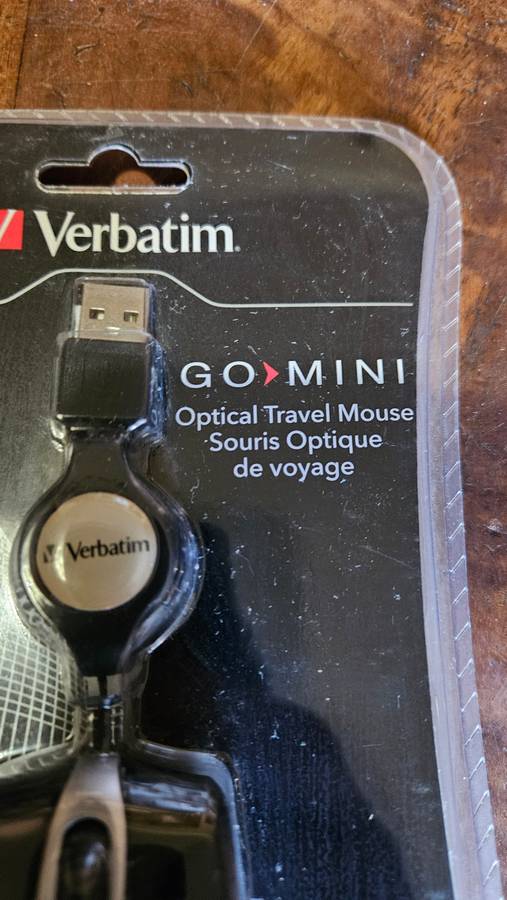 Verbatim.
GO>MINI
Optical Travel Mouse
Souris Optique
de voyage
Verbatim